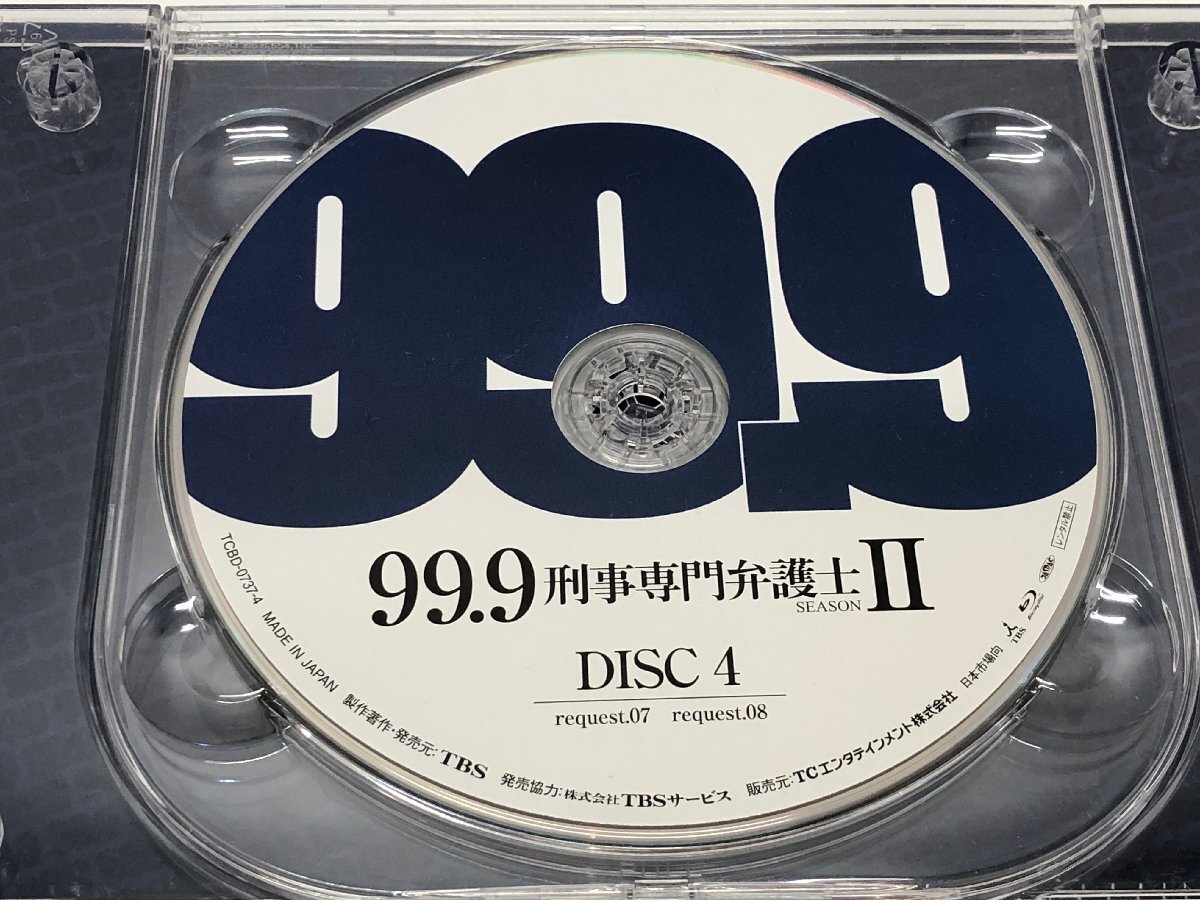 99.9
99.9 刑事専門弁護士 SEASON II
DISC 4
request.07 request.08
TCBD-0737-4 MADE IN JAPAN 製作著作・発売元:TBS 発売協力:株式会社TBSサービス 販売元:TCエンタテインメント株式会社 日本市場向
TBS
レンタル禁止